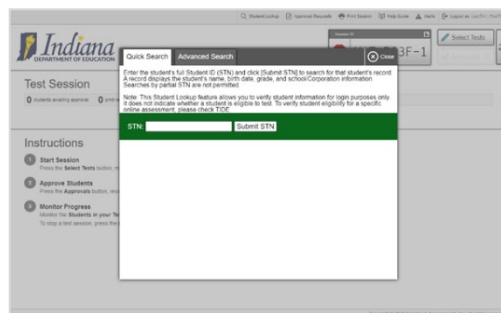 Student Lookup Approval Requests Print Session Help Guide Alerts
Select Tests
Indiana
DEPARTMENT OF EDUCATION
Quick Search Advanced Search Close
Enter the student's full Student ID (STN) and click [Submit STN] to search for that student's record
A record displays the student's name, birth date, grade, and school/Corporation information
Searches by partial STN are not permitted.
Note: This Student Lookup feature allows you to verify student information for login purposes only
It does not indicate whether a student is eligible to test. To verify student eligibility for a specific
online assessment, please check TIDE
STN: Submit STN
Test Session
0 students awaiting approval 0
Instructions
1 Start Session
Press the Select Tests button,
2 Approve Students
Press the Approvals button,
3 Monitor Progress
Monitor the Students in your
To stop a test session, press the